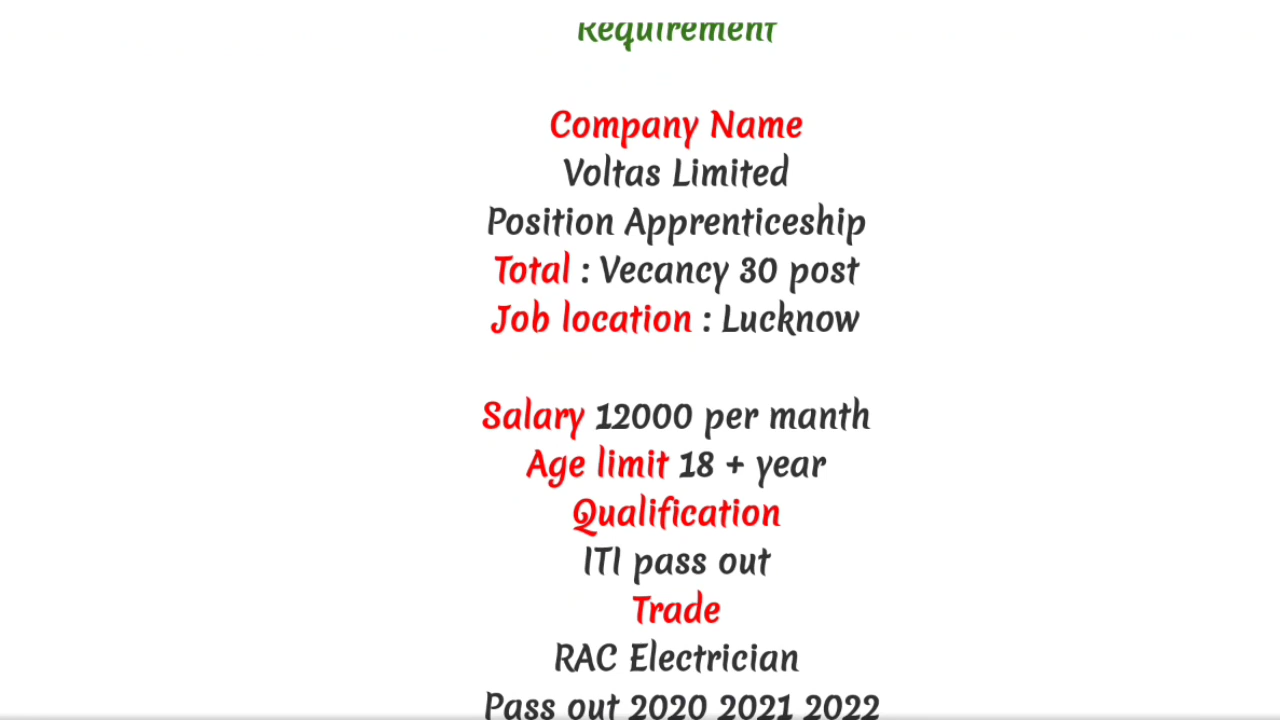 Requirement
Company Name
Voltas Limited
Position Apprenticeship
Total : Vecancy 30 post
Job location : Lucknow
Salary 12000 per manth
Age limit 18 + year
Qualification
ITI pass out
Trade
RAC Electrician
Pass out 2020 2021 2022